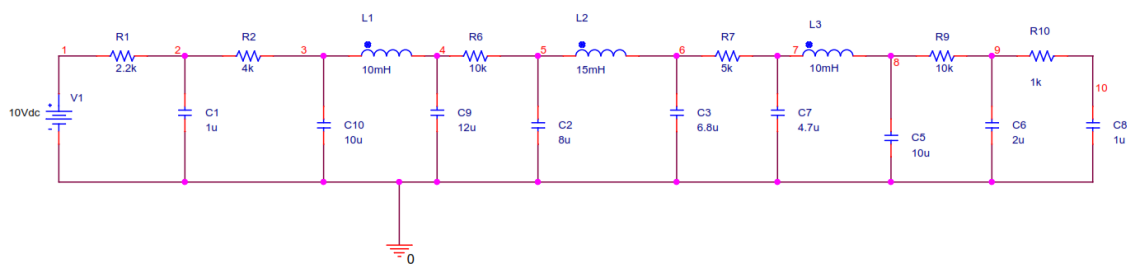 L1
L2
L3
1
R1
2
R2
3
4
R6
5
6
R7
7
8
R9
9
R10
2.2k
4k
10mH
10k
15mH
5k
10mH
10k
1k
10
V1
10Vdc
+
-
C1
1u
C10
10u
C9
12u
C2
8u
C3
6.8u
C7
4.7u
C5
10u
C6
2u
C8
1u
0